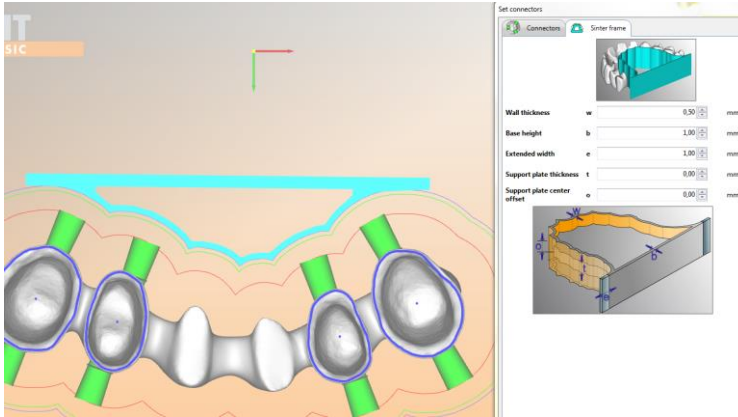 IT
SIC
Set connectors
Connectors
Sinter frame
Wall thickness w 0,50 mm
Base height b 1,00 mm
Extended width e 1,00 mm
Support plate thickness t 0,00 mm
Support plate center
offset o 0,00 mm
w
o
t
b
e